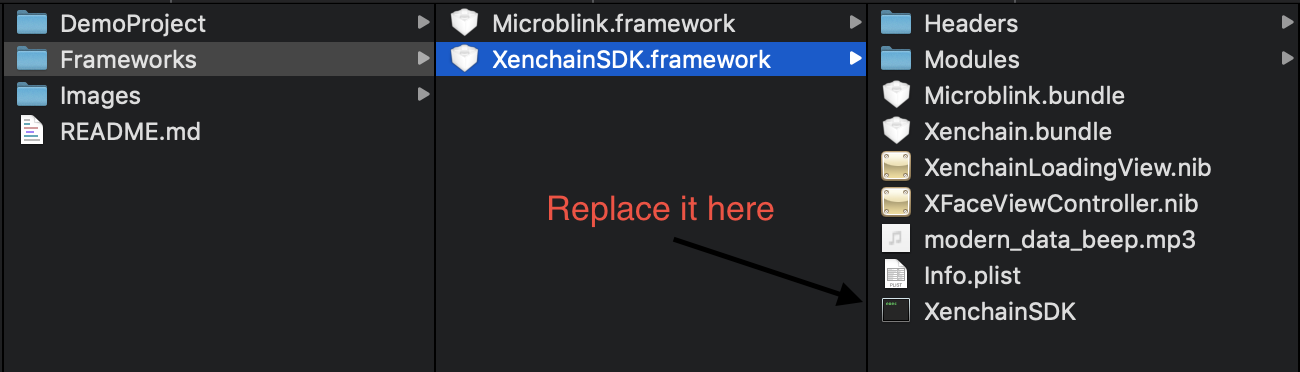 DemoProject
Frameworks
Images
README.md
Microblink.framework
XenchainSDK.framework
Replace it here
Headers
Modules
Microblink.bundle
Xenchain.bundle
XenchainLoadingView.nib
XFaceViewController.nib
modern_data_beep.mp3
Info.plist
XenchainSDK